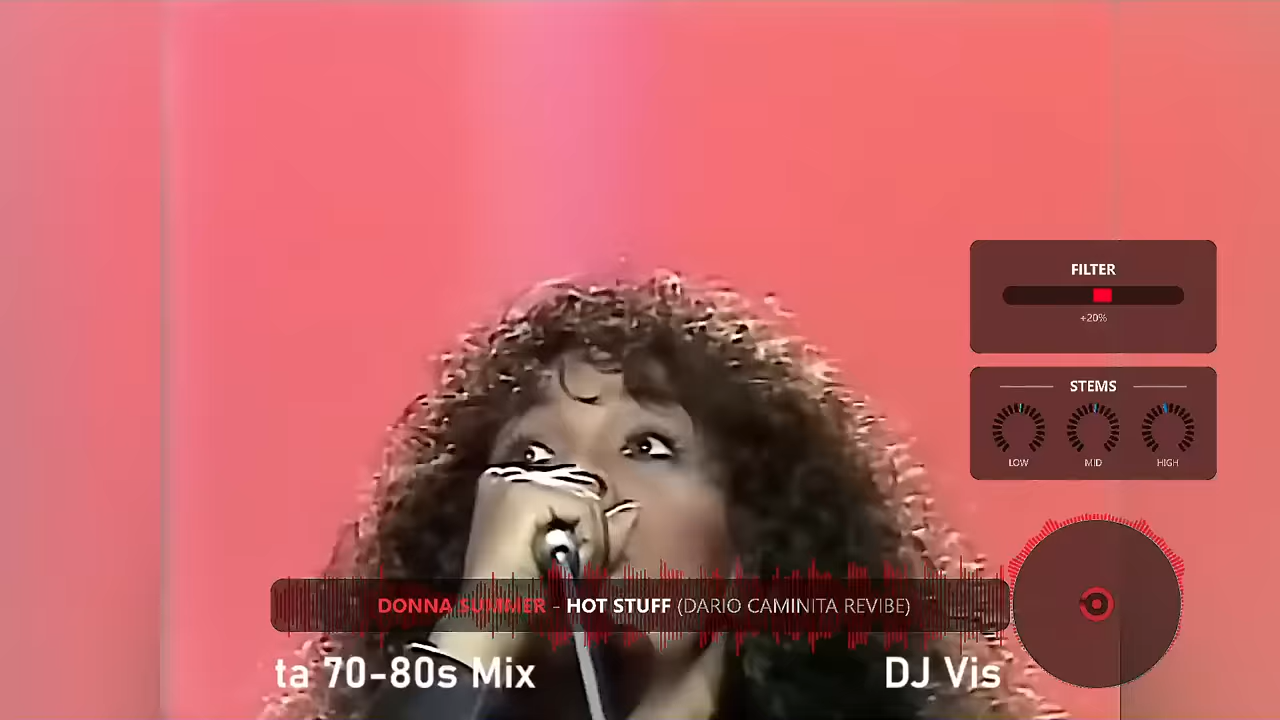 FILTER
+20%
STEMS
LOW MID HIGH
DONNA SUMMER - HOT STUFF (DARIO CAMINITA REVIBE)
ta 70-80s Mix DJ Vis